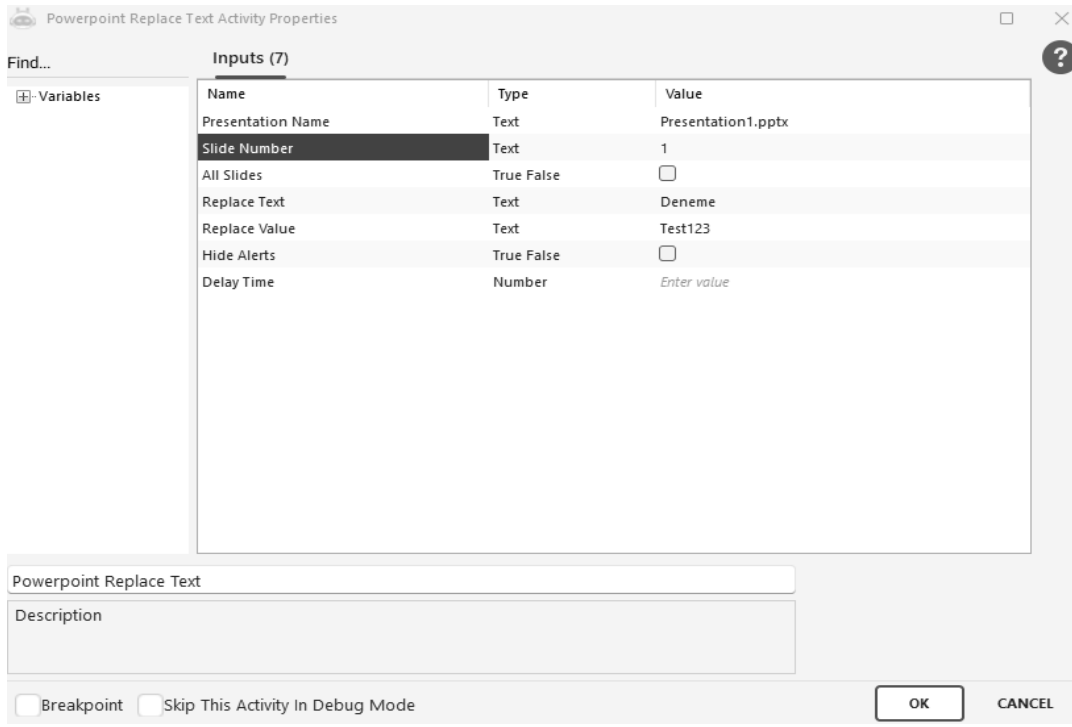 Powerpoint Replace Text Activity Properties
Find...
Inputs (7)
?
Variables
Name Type Value
Presentation Name Text Presentation1.pptx
Slide Number Text 1
All Slides True False
Replace Text Text Deneme
Replace Value Text Test123
Hide Alerts True False
Delay Time Number Enter value
Powerpoint Replace Text
Description
Breakpoint Skip This Activity In Debug Mode OK CANCEL